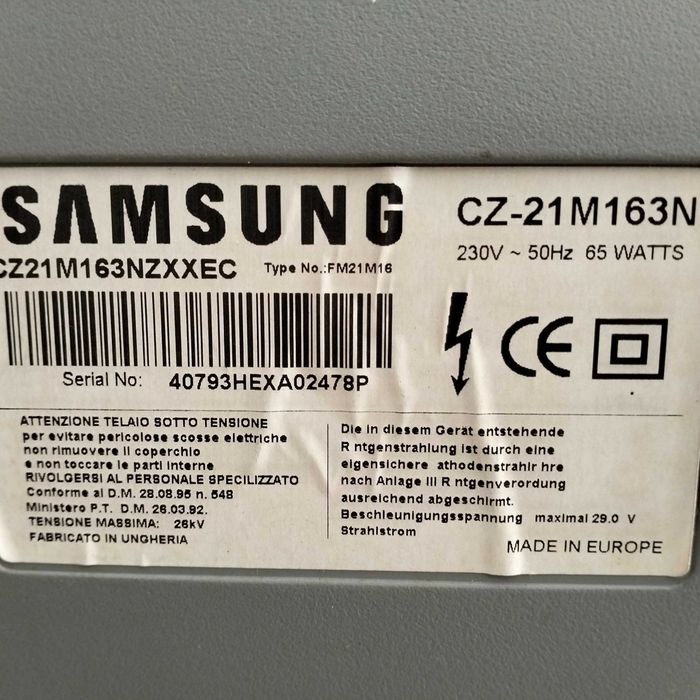 SAMSUNG
CZ-21M163N
230V ~ 50Hz 65 WATTS
CZ21M163NZXXEC Type No.:FM21M16
CE
Serial No: 40793HEXA02478P
ATTENZIONE TELAIO SOTTO TENSIONE
per evitare pericolose scosse elettriche
non rimuovere il coperchio
e non toccare le parti interne
RIVOLGERSI AL PERSONALE SPECILIZZATO
Conforme al D.M. 28.08.95 n. 548
Ministero P.T. D.M. 26.03.92.
TENSIONE MASSIMA: 26kV
FABRICATO IN UNGHERIA
Die in diesem Gerät entstehende
R ntgenstrahlung ist durch eine
eigensichere athodenstrahir hre
nach Anlage III R ntgenverordung
ausreichend abgeschirmt.
Beschleunigungsspannung maximal 29.0 V
Strahlstrom
MADE IN EUROPE